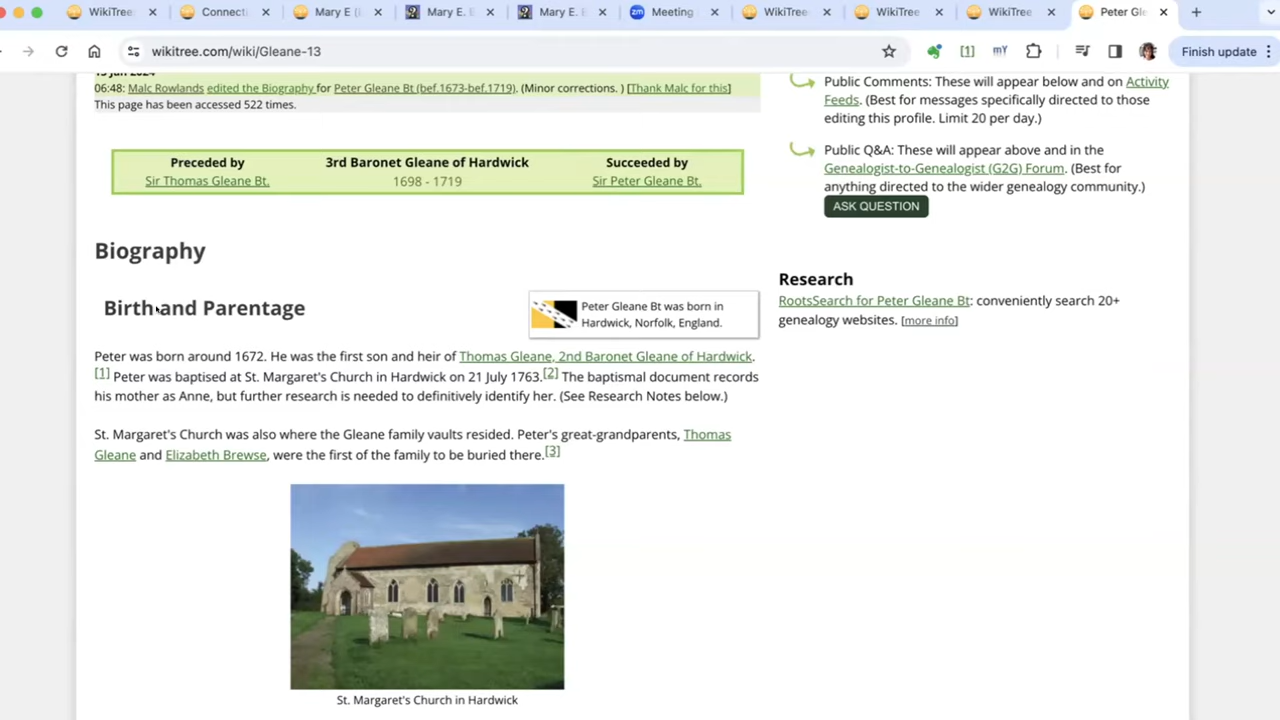 WikiTree
Connecti
Mary E (
Mary E.
Mary E.
Meeting
WikiTree
WikiTree
WikiTree
Peter Gle
wikitree.com/wiki/Gleane-13
Finish update
06:48: Malc Rowlands edited the Biography for Peter Gleane Bt (bef.1673-bef.1719). (Minor corrections. ) [Thank Malc for this]
This page has been accessed 522 times.
Preceded by
Sir Thomas Gleane Bt.
3rd Baronet Gleane of Hardwick
1698 - 1719
Succeeded by
Sir Peter Gleane Bt.
Biography
Birth and Parentage
Peter Gleane Bt was born in
Hardwick, Norfolk, England.
Peter was born around 1672. He was the first son and heir of Thomas Gleane, 2nd Baronet Gleane of Hardwick.
[1] Peter was baptised at St. Margaret's Church in Hardwick on 21 July 1763.[2] The baptismal document records
his mother as Anne, but further research is needed to definitively identify her. (See Research Notes below.)
St. Margaret's Church was also where the Gleane family vaults resided. Peter's great-grandparents, Thomas
Gleane and Elizabeth Brewse, were the first of the family to be buried there.[3]
St. Margaret's Church in Hardwick
Public Comments: These will appear below and on Activity
Feeds. (Best for messages specifically directed to those
editing this profile. Limit 20 per day.)
Public Q&A: These will appear above and in the
Genealogist-to-Genealogist (G2G) Forum. (Best for
anything directed to the wider genealogy community.)
ASK QUESTION
Research
RootsSearch for Peter Gleane Bt: conveniently search 20+
genealogy websites. [more info]